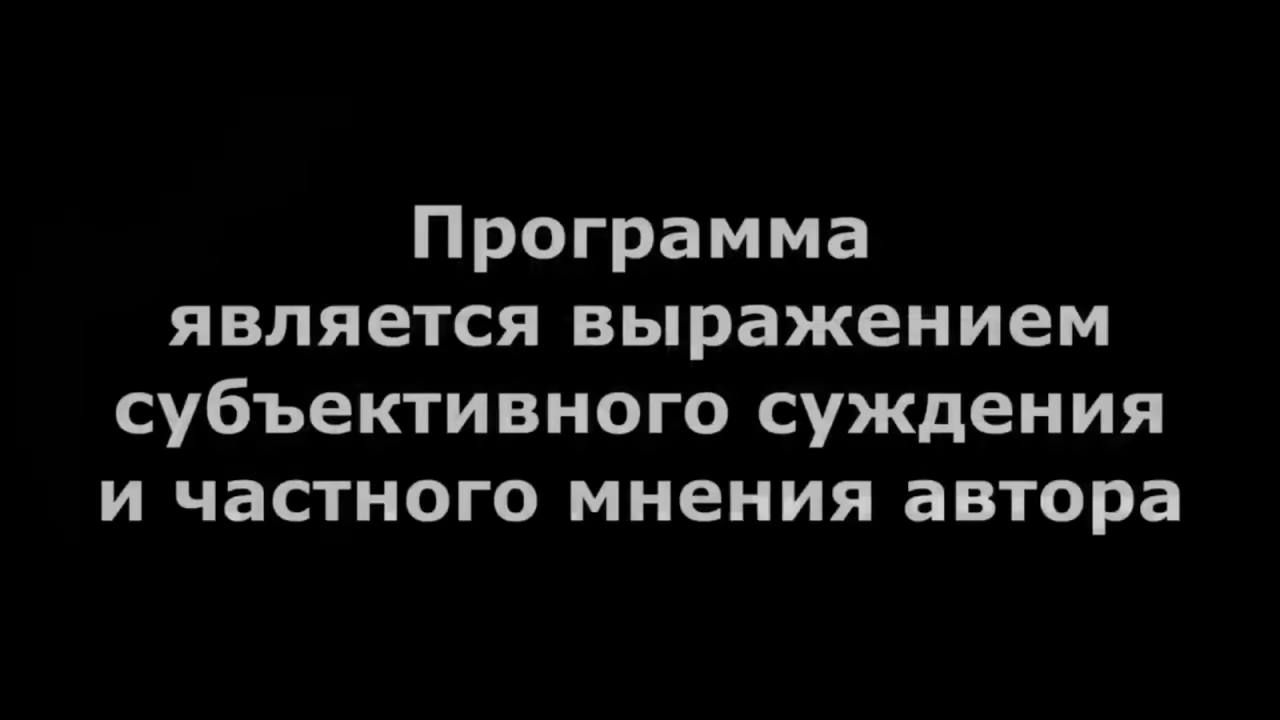 Программа
является выражением
субъективного суждения
и частного мнения автора